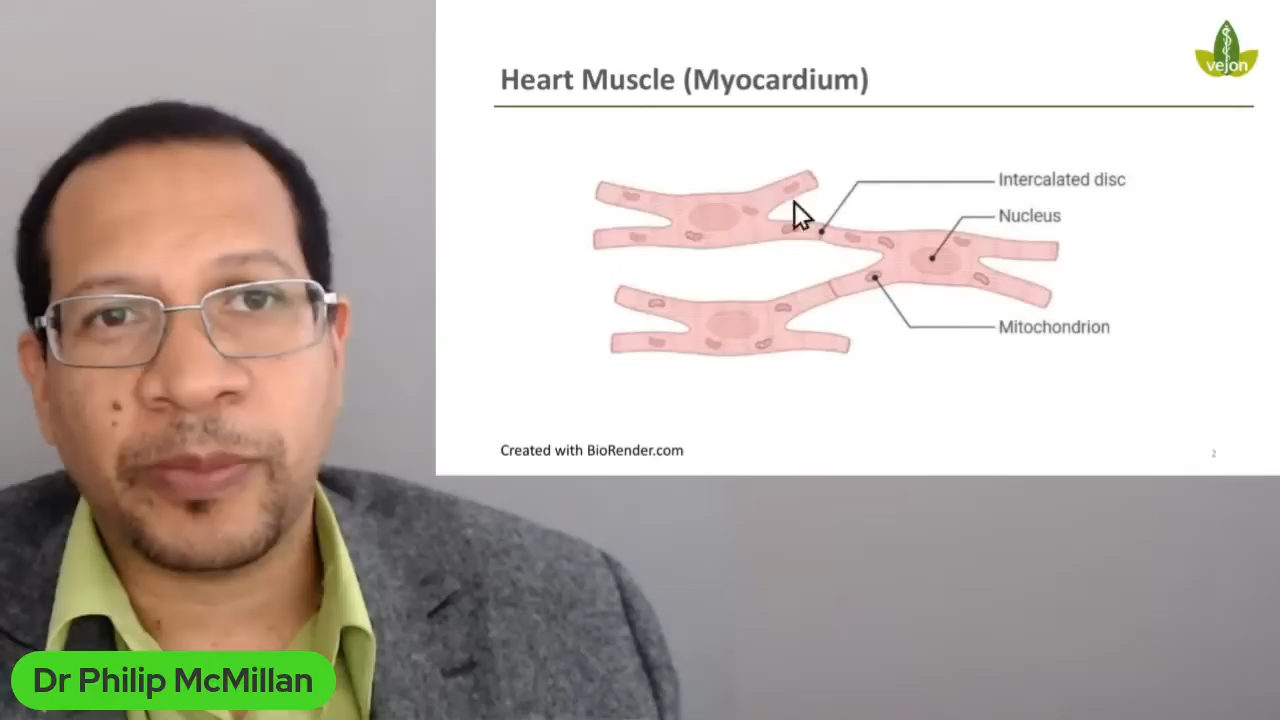 vejon
Heart Muscle (Myocardium)
Intercalated disc
Nucleus
Mitochondrion
Created with BioRender.com
2
Dr Philip McMillan